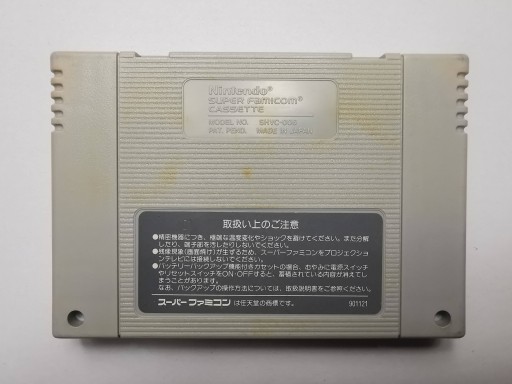 Nintendo®
SUPER FAMICOM®
CASSETTE
MODEL NO. SHVC-006
PAT. PEND. MADE IN JAPAN
取扱い上のご注意
●精密機器につき、極端な温度変化やショックを避けてください。また分解
したり、端子部を汚したりしないでください。
●残像現象(画面焼け)が生ずるため、スーパーファミコンをプロジェクション
テレビには接続しないでください。
●バッテリーバックアップ機能付きカセットの場合、むやみに電源スイッチ
やリセットスイッチをON・OFFすると、蓄積されている内容が消えてし
まうことがあります。
なお、バックアップの操作方法については、取扱説明書をご参照ください。
スーパーファミコンは任天堂の商標です。 901121